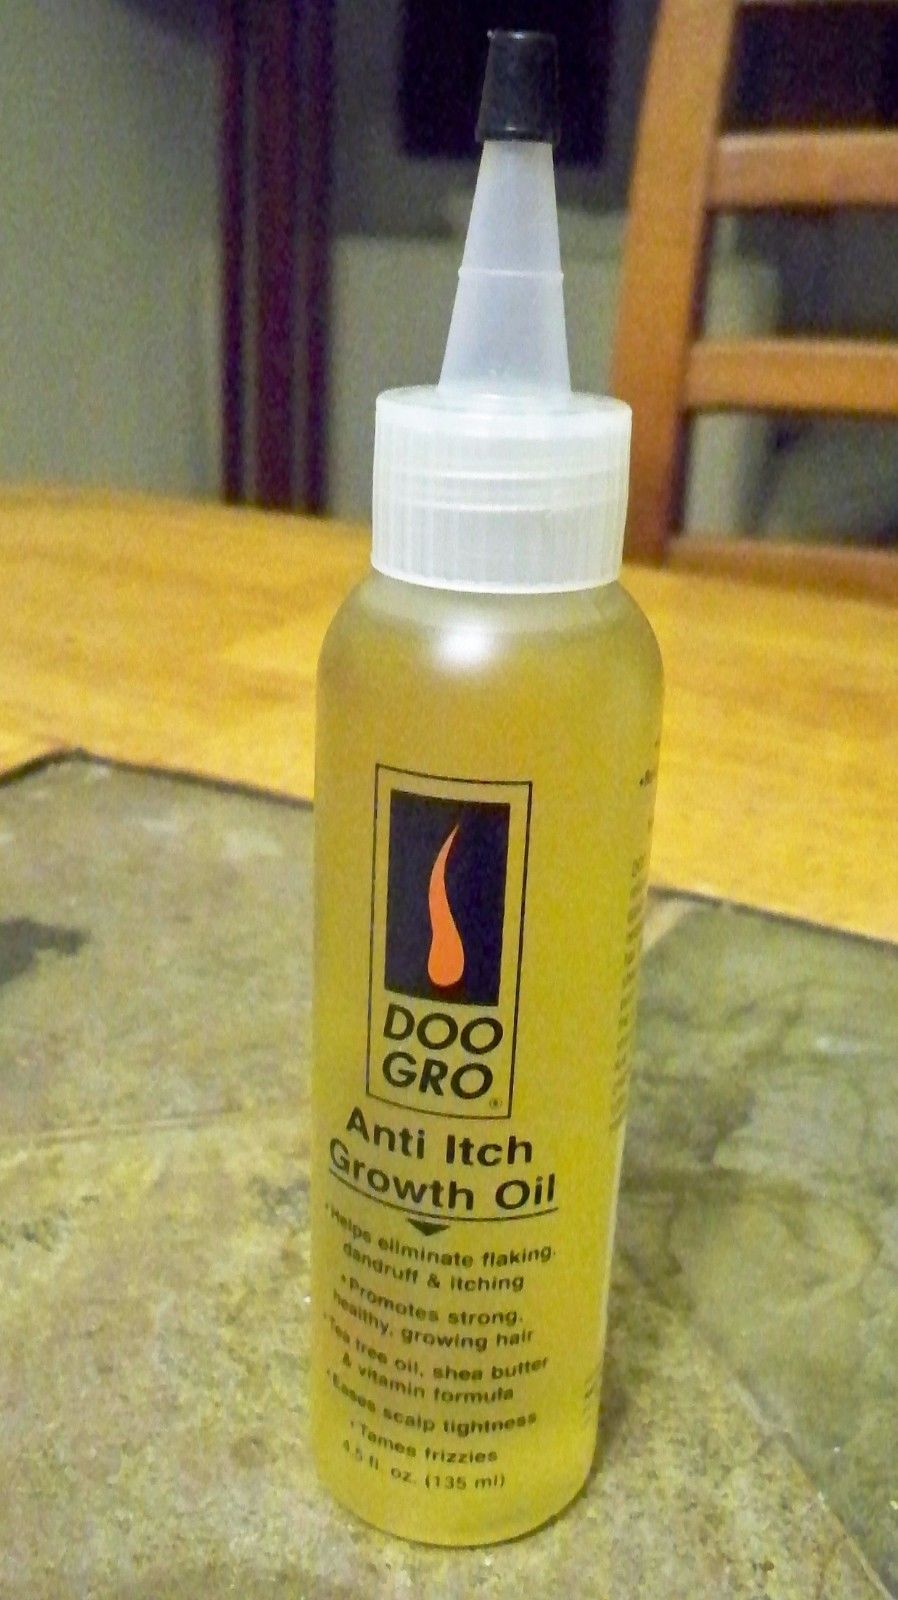 DOO
GRO®
Anti Itch
Growth Oil
•Helps eliminate flaking,
dandruff & itching
•Promotes strong,
healthy, growing hair
•Tea tree oil, shea butter
& vitamin formula
•Eases scalp tightness
•Tames frizzies
4.5 fl. oz. (135 ml)